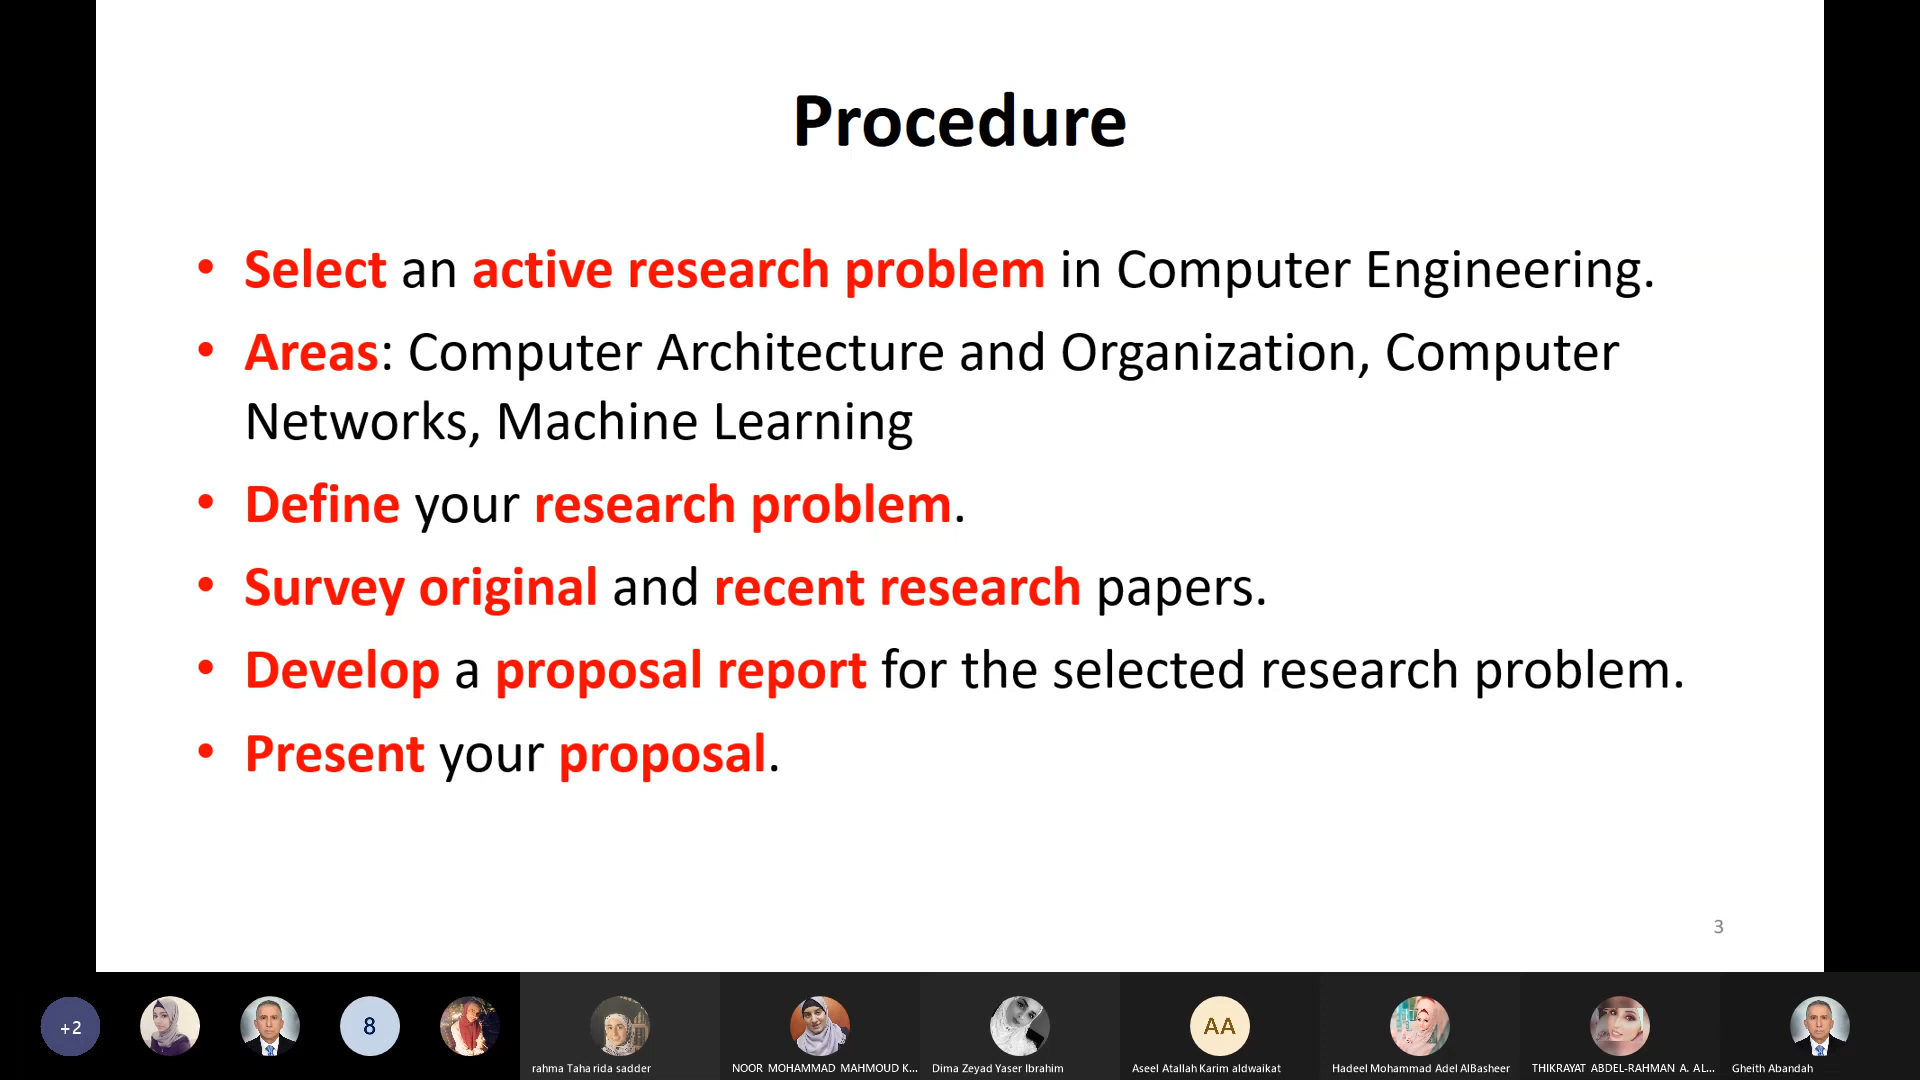 Procedure
• Select an active research problem in Computer Engineering.
• Areas: Computer Architecture and Organization, Computer
Networks, Machine Learning
• Define your research problem.
• Survey original and recent research papers.
• Develop a proposal report for the selected research problem.
• Present your proposal.
3
+2
8
AA
rahma Taha rida sadder
NOOR MOHAMMAD MAHMOUD K...
Dima Zeyad Yaser Ibrahim
Aseel Atallah Karim aldwaikat
Hadeel Mohammad Adel AlBasheer
THIKRAYAT ABDEL-RAHMAN A. AL...
Gheith Abandah